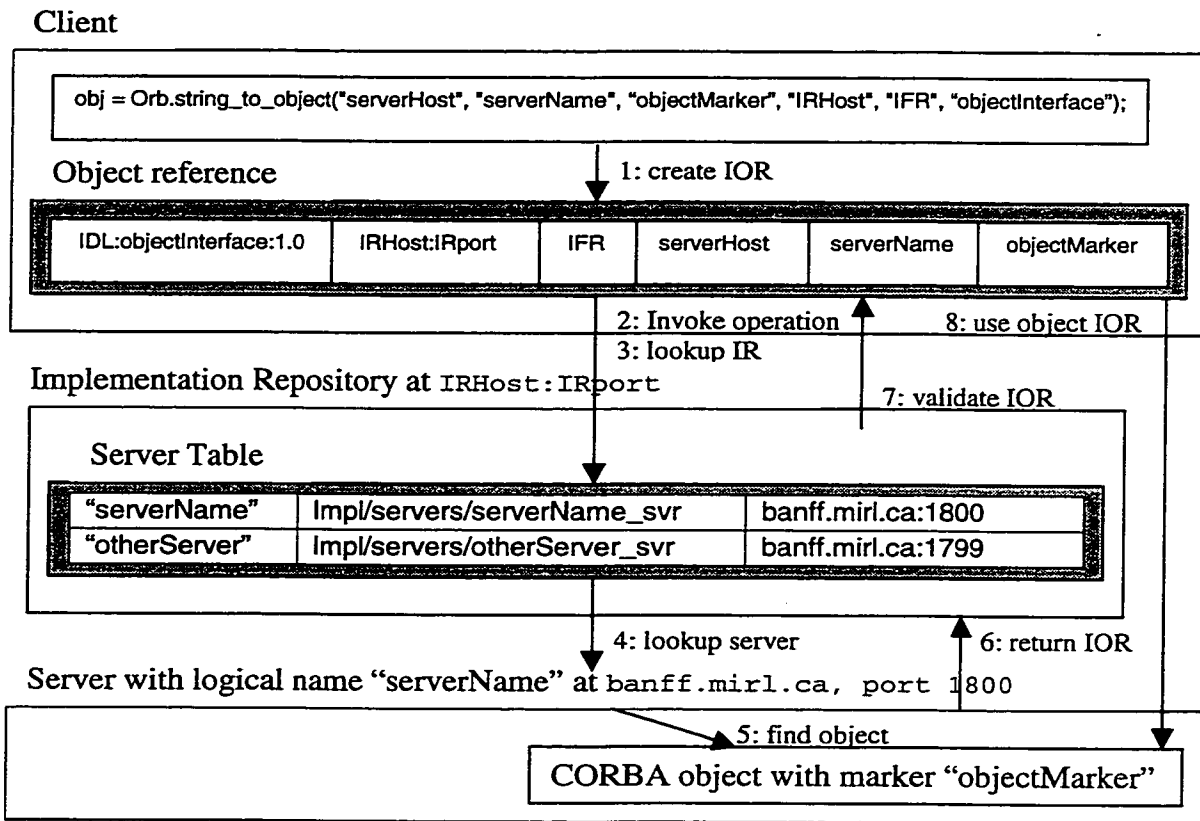 Client
obj = Orb.string_to_object("serverHost", "serverName", "objectMarker", "IRHost", "IFR", "objectInterface");
Object reference
1: create IOR
IDL:objectInterface:1.0 IRHost:IRport IFR serverHost serverName objectMarker
2: Invoke operation
8: use object IOR
3: lookup IR
Implementation Repository at IRHost:IRport
7: validate IOR
Server Table
"serverName" Impl/servers/serverName_svr banff.mirl.ca:1800
"otherServer" Impl/servers/otherServer_svr banff.mirl.ca:1799
4: lookup server
6: return IOR
Server with logical name "serverName" at banff.mirl.ca, port 1800
5: find object
CORBA object with marker "objectMarker"